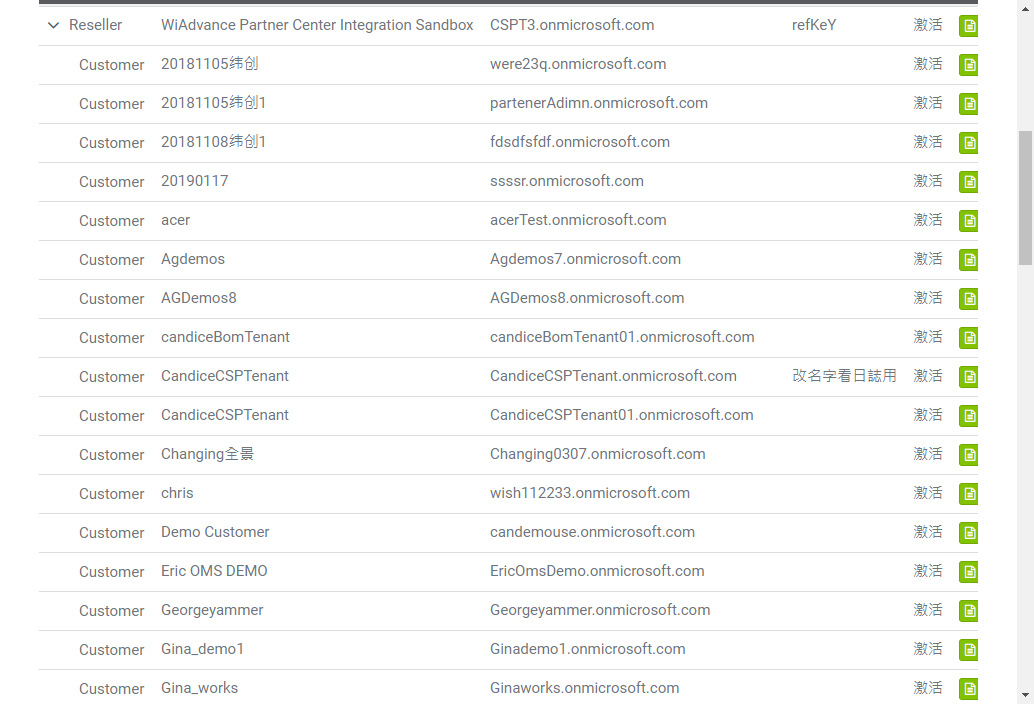 Reseller WiAdvance Partner Center Integration Sandbox CSPT3.onmicrosoft.com refKeY 激活
Customer 20181105纬创 were23q.onmicrosoft.com 激活
Customer 20181105纬创1 partenerAdimn.onmicrosoft.com 激活
Customer 20181108纬创1 fdsdfsfdf.onmicrosoft.com 激活
Customer 20190117 ssssr.onmicrosoft.com 激活
Customer acer acerTest.onmicrosoft.com 激活
Customer Agdemos Agdemos7.onmicrosoft.com 激活
Customer AGDemos8 AGDemos8.onmicrosoft.com 激活
Customer candiceBomTenant candiceBomTenant01.onmicrosoft.com 激活
Customer CandiceCSPTenant CandiceCSPTenant.onmicrosoft.com 改名字看日誌用 激活
Customer CandiceCSPTenant CandiceCSPTenant01.onmicrosoft.com 激活
Customer Changing全景 Changing0307.onmicrosoft.com 激活
Customer chris wish112233.onmicrosoft.com 激活
Customer Demo Customer candemouse.onmicrosoft.com 激活
Customer Eric OMS DEMO EricOmsDemo.onmicrosoft.com 激活
Customer Georgeyammer Georgeyammer.onmicrosoft.com 激活
Customer Gina_demo1 Ginademo1.onmicrosoft.com 激活
Customer Gina_works Ginaworks.onmicrosoft.com 激活